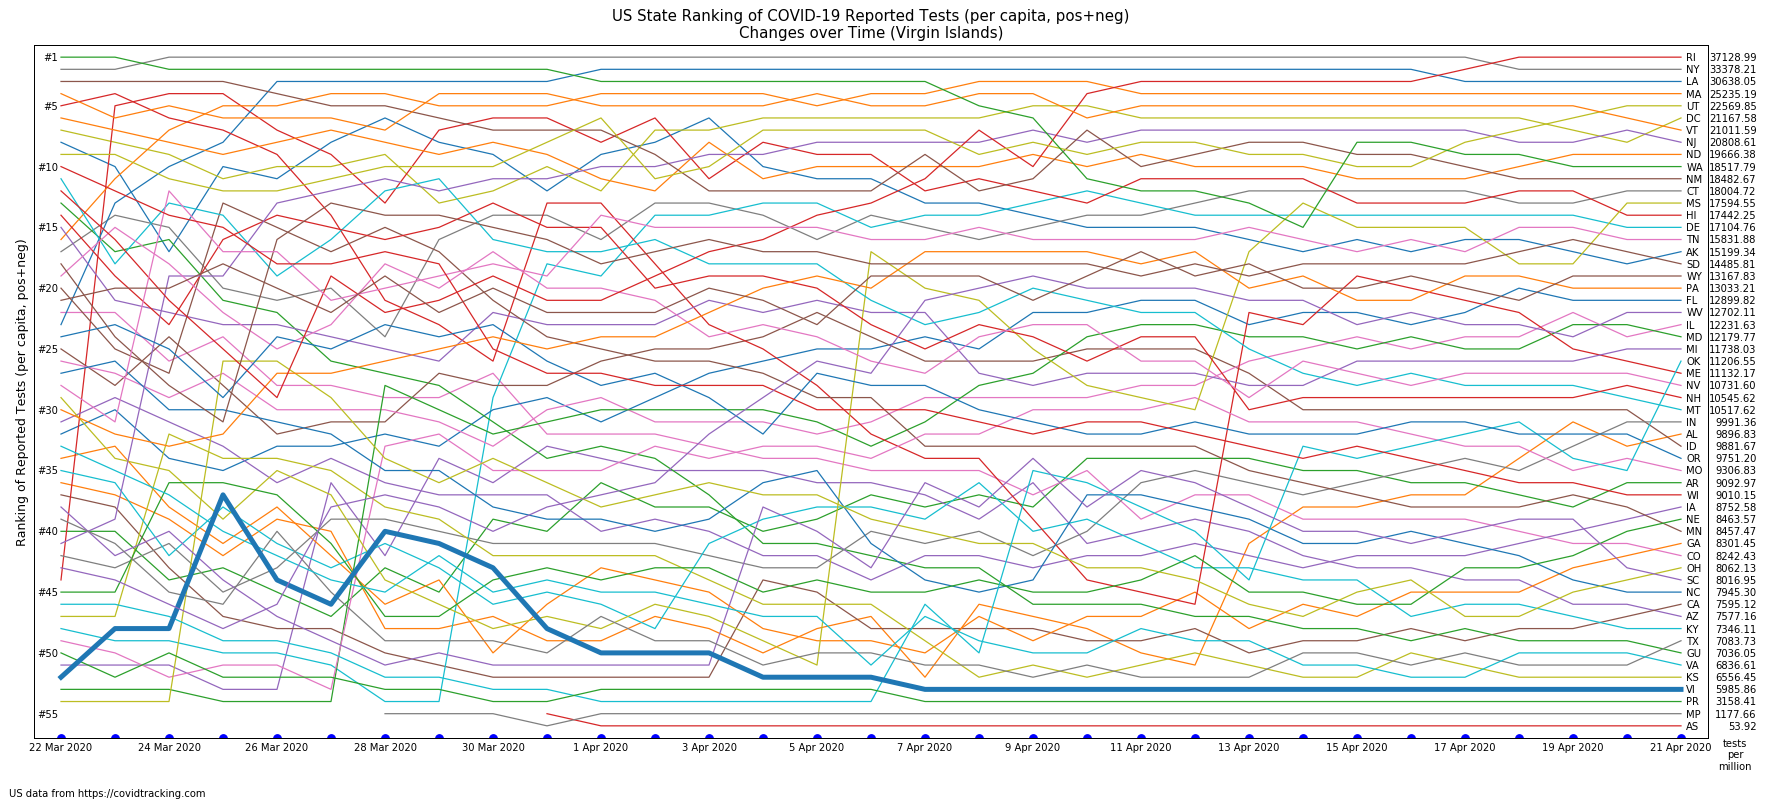 US State Ranking of COVID-19 Reported Tests (per capita, pos+neg)
Changes over Time (Virgin Islands)
Ranking of Reported Tests (per capita, pos+neg)
#1
#5
#10
#15
#20
#25
#30
#35
#40
#45
#50
#55
RI 37128.99
NY 33378.21
LA 30638.05
MA 25235.19
UT 22569.85
DC 21167.58
VT 21011.59
NJ 20808.61
ND 19666.38
WA 18517.79
NM 18482.67
CT 18004.72
MS 17594.55
HI 17442.25
DE 17104.76
TN 15831.88
AK 15199.34
SD 14485.81
WY 13167.83
PA 13033.21
FL 12899.82
WV 12702.11
IL 12231.63
MD 12179.77
MI 11738.03
OK 11206.55
ME 11132.17
NV 10731.60
NH 10545.62
MT 10517.62
IN 9991.36
AL 9896.83
ID 9881.67
OR 9751.20
MO 9306.83
AR 9092.97
WI 9010.15
IA 8752.58
NE 8463.57
MN 8457.47
GA 8301.45
CO 8242.43
OH 8062.13
SC 8016.95
NC 7945.30
CA 7595.12
AZ 7577.16
KY 7346.11
TX 7083.73
GU 7036.05
VA 6836.61
KS 6556.45
VI 5985.86
PR 3158.41
MP 1177.66
AS 53.92
22 Mar 2020
24 Mar 2020
26 Mar 2020
28 Mar 2020
30 Mar 2020
1 Apr 2020
3 Apr 2020
5 Apr 2020
7 Apr 2020
9 Apr 2020
11 Apr 2020
13 Apr 2020
15 Apr 2020
17 Apr 2020
19 Apr 2020
21 Apr 2020
tests
per
million
US data from https://covidtracking.com